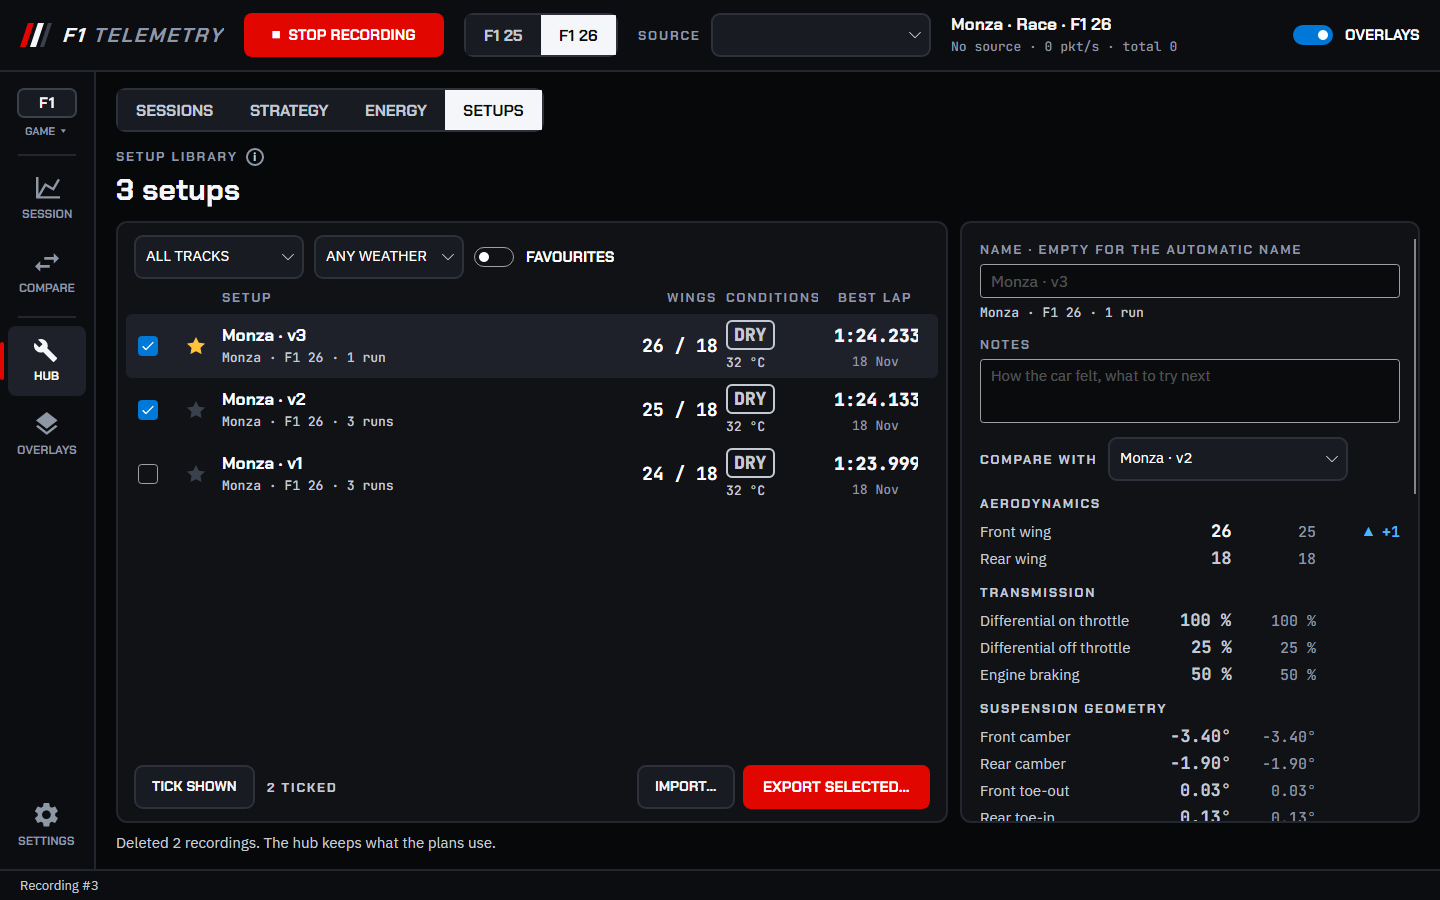 F1 TELEMETRY
■ STOP RECORDING
F1 25
F1 26
SOURCE
Monza · Race · F1 26
No source · 0 pkt/s · total 0
OVERLAYS
F1
GAME ▾
SESSION
COMPARE
HUB
OVERLAYS
SETTINGS
SESSIONS
STRATEGY
ENERGY
SETUPS
SETUP LIBRARY
3 setups
ALL TRACKS
ANY WEATHER
FAVOURITES
SETUP
WINGS
CONDITIONS
BEST LAP
Monza · v3
Monza · F1 26 · 1 run
26 / 18
DRY
32 °C
1:24.233
18 Nov
Monza · v2
Monza · F1 26 · 3 runs
25 / 18
DRY
32 °C
1:24.133
18 Nov
Monza · v1
Monza · F1 26 · 3 runs
24 / 18
DRY
32 °C
1:23.999
18 Nov
TICK SHOWN
2 TICKED
IMPORT...
EXPORT SELECTED...
NAME · EMPTY FOR THE AUTOMATIC NAME
Monza · v3
Monza · F1 26 · 1 run
NOTES
How the car felt, what to try next
COMPARE WITH
Monza · v2
AERODYNAMICS
Front wing 26 25 ▲ +1
Rear wing 18 18
TRANSMISSION
Differential on throttle 100 % 100 %
Differential off throttle 25 % 25 %
Engine braking 50 % 50 %
SUSPENSION GEOMETRY
Front camber -3.40° -3.40°
Rear camber -1.90° -1.90°
Front toe-out 0.03° 0.03°
Rear toe-in 0.13° 0.13°
Deleted 2 recordings. The hub keeps what the plans use.
Recording #3